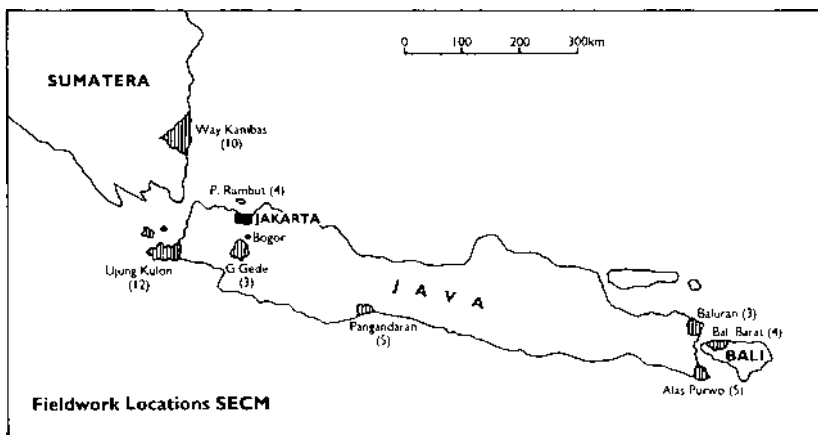 0 100 200 300km
SUMATERA
Way Kambas
(10)
P. Rambut (4)
JAKARTA
Bogor
Ujung Kulon
(12)
G Gede
(3)
JAVA
Pangandaran
(5)
Baluran (3)
Bal Barat (4)
BALI
Alas Purwo (5)
Fieldwork Locations SECM